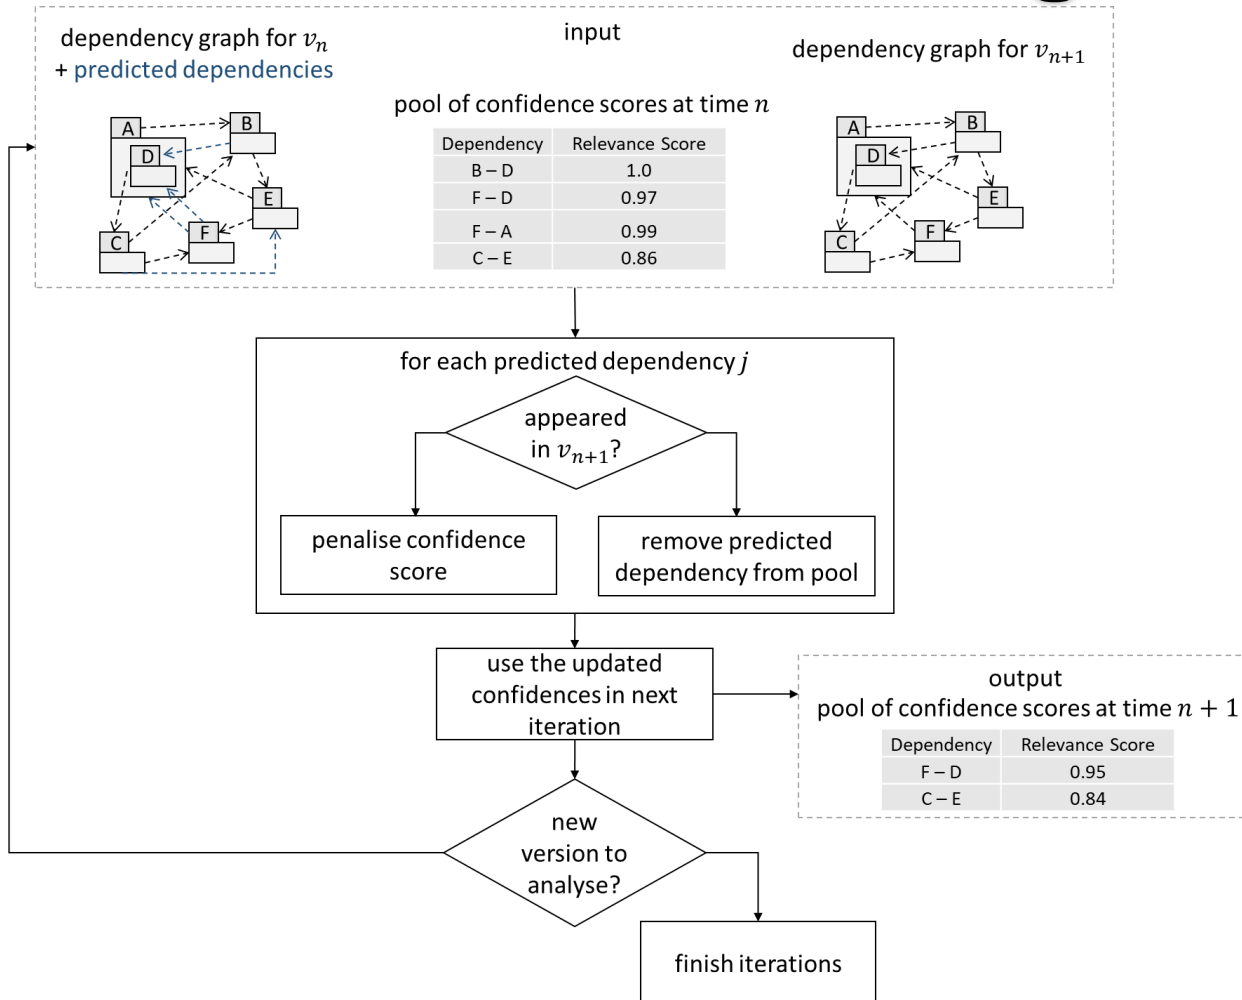 dependency graph for vₙ
+ predicted dependencies
A
B
D
E
C
F
input
pool of confidence scores at time n
Dependency Relevance Score
B – D 1.0
F – D 0.97
F – A 0.99
C – E 0.86
dependency graph for vₙ₊₁
A
B
D
E
C
F
for each predicted dependency j
appeared
in vₙ₊₁?
penalise confidence
score
remove predicted
dependency from pool
use the updated
confidences in next
iteration
output
pool of confidence scores at time n + 1
Dependency Relevance Score
F – D 0.95
C – E 0.84
new
version to
analyse?
finish iterations